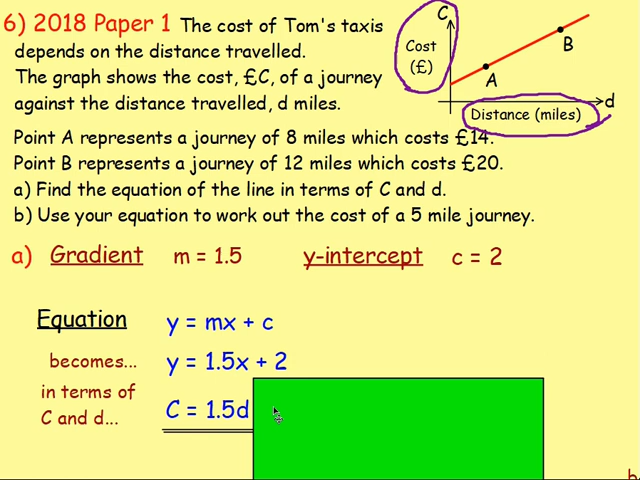 6) 2018 Paper 1 The cost of Tom's taxis
depends on the distance travelled.
The graph shows the cost, £C, of a journey
against the distance travelled, d miles.
C
Cost
(£)
A
B
d
Distance (miles)
Point A represents a journey of 8 miles which costs £14.
Point B represents a journey of 12 miles which costs £20.
a) Find the equation of the line in terms of C and d.
b) Use your equation to work out the cost of a 5 mile journey.
a) Gradient m = 1.5 y-intercept c = 2
Equation y = mx + c
becomes... y = 1.5x + 2
in terms of
C and d... C = 1.5d